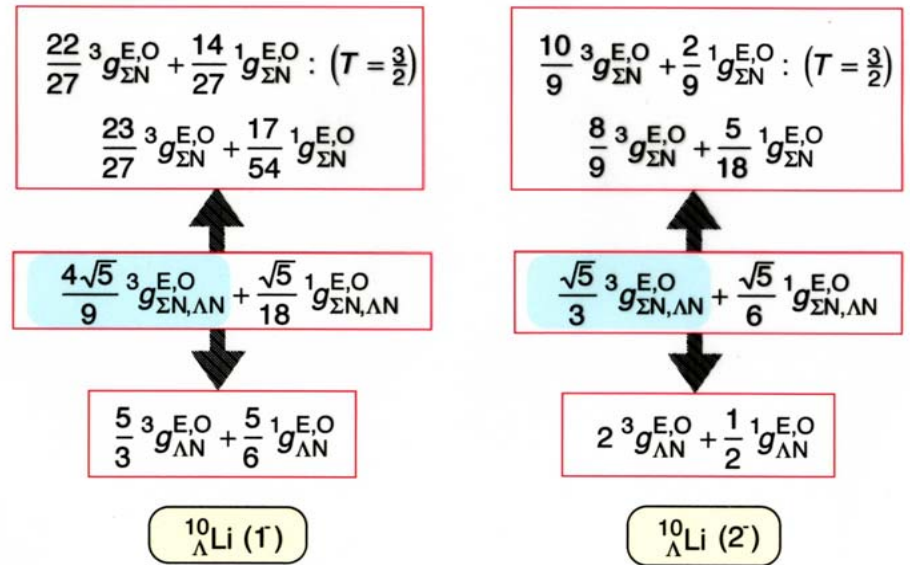 22/27 ³g^{E,O}_{ΣN} + 14/27 ¹g^{E,O}_{ΣN} : (T = 3/2)
23/27 ³g^{E,O}_{ΣN} + 17/54 ¹g^{E,O}_{ΣN}
4√5/9 ³g^{E,O}_{ΣN,ΛN} + √5/18 ¹g^{E,O}_{ΣN,ΛN}
5/3 ³g^{E,O}_{ΛN} + 5/6 ¹g^{E,O}_{ΛN}
¹⁰_ΛLi (1⁻)
10/9 ³g^{E,O}_{ΣN} + 2/9 ¹g^{E,O}_{ΣN} : (T = 3/2)
8/9 ³g^{E,O}_{ΣN} + 5/18 ¹g^{E,O}_{ΣN}
√5/3 ³g^{E,O}_{ΣN,ΛN} + √5/6 ¹g^{E,O}_{ΣN,ΛN}
2 ³g^{E,O}_{ΛN} + 1/2 ¹g^{E,O}_{ΛN}
¹⁰_ΛLi (2⁻)